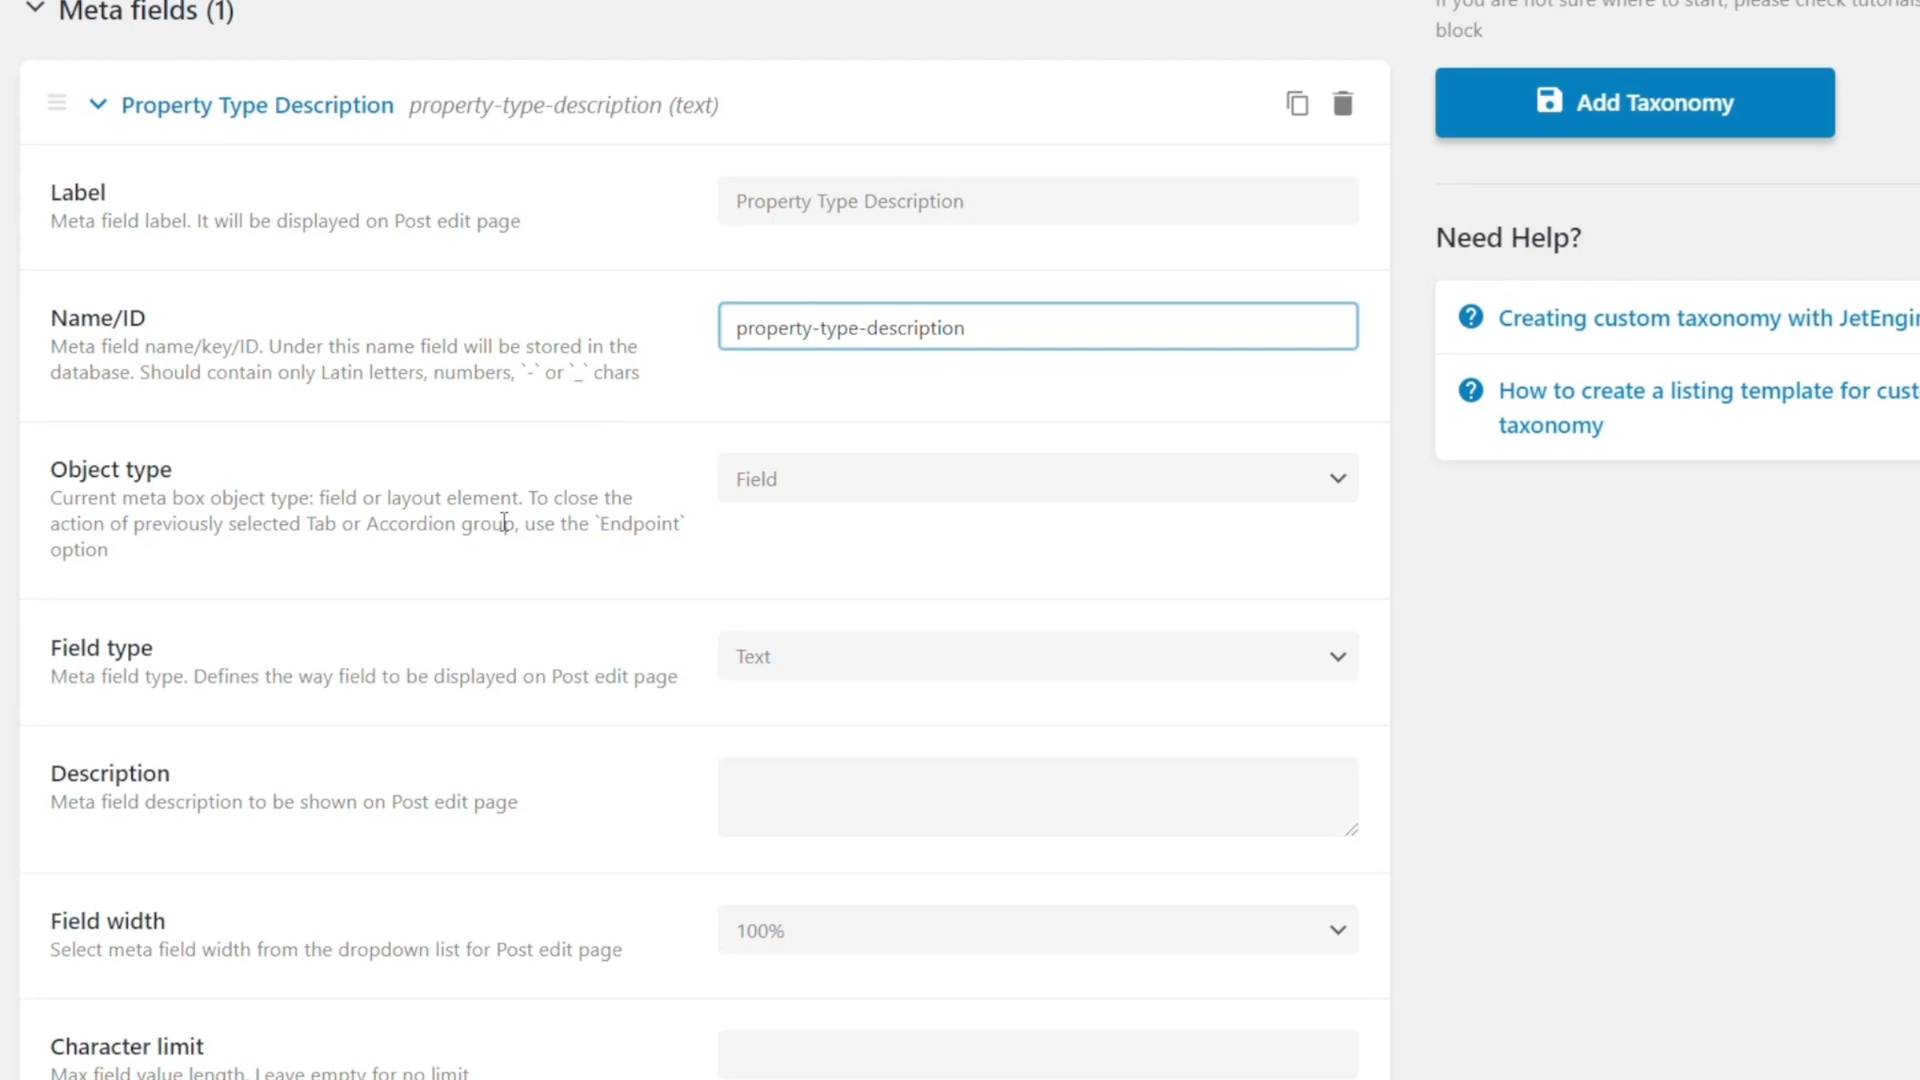 Meta fields (1)
Property Type Description property-type-description (text)
Label
Meta field label. It will be displayed on Post edit page
Property Type Description
Name/ID
Meta field name/key/ID. Under this name field will be stored in the
database. Should contain only Latin letters, numbers, `-` or `_` chars
property-type-description
Object type
Current meta box object type: field or layout element. To close the
action of previously selected Tab or Accordion group, use the `Endpoint`
option
Field
Field type
Meta field type. Defines the way field to be displayed on Post edit page
Text
Description
Meta field description to be shown on Post edit page
Field width
Select meta field width from the dropdown list for Post edit page
100%
Character limit
Max field value length. Leave empty for no limit
If you are not sure where to start, please check tutorials
block
Add Taxonomy
Need Help?
Creating custom taxonomy with JetEngin
How to create a listing template for cust
taxonomy